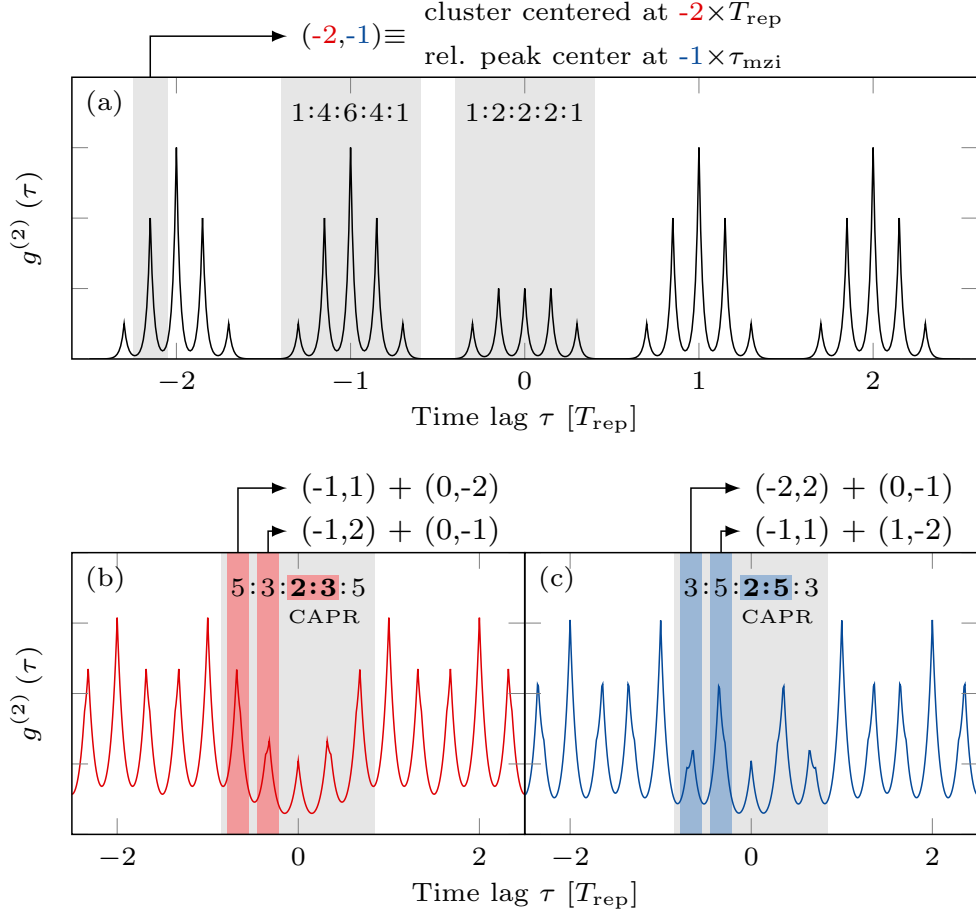 cluster centered at -2×T_rep
(-2,-1)≡
rel. peak center at -1×τ_mzi
(a)
1:4:6:4:1
1:2:2:2:1
g^(2)(τ)
−2 −1 0 1 2
Time lag τ [T_rep]
(-1,1) + (0,-2)
(-1,2) + (0,-1)
(-2,2) + (0,-1)
(-1,1) + (1,-2)
(b)
5:3:2:3:5
CAPR
(c)
3:5:2:5:3
CAPR
g^(2)(τ)
−2 0 2
−2 0 2
Time lag τ [T_rep]
Time lag τ [T_rep]